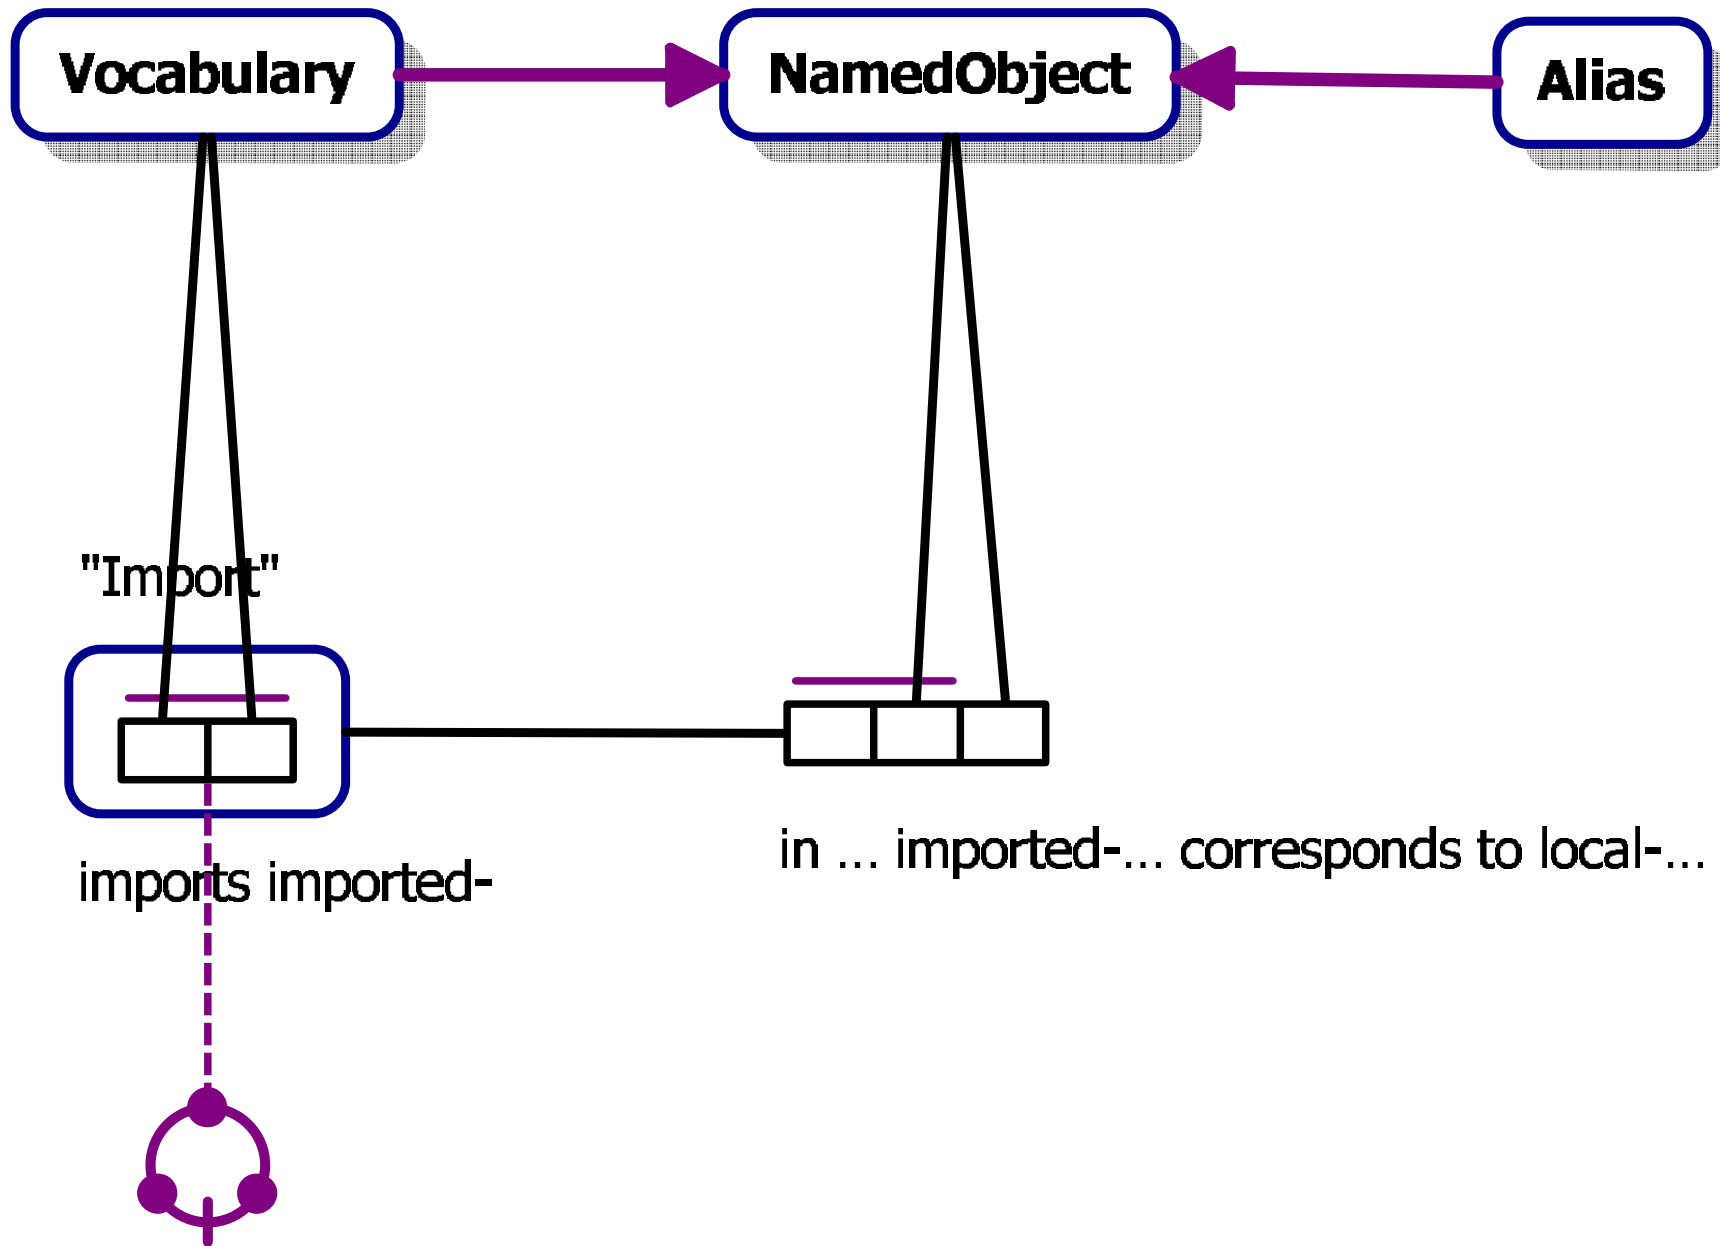 Vocabulary
NamedObject
Alias
"Import"
imports imported-
in ... imported-... corresponds to local-...